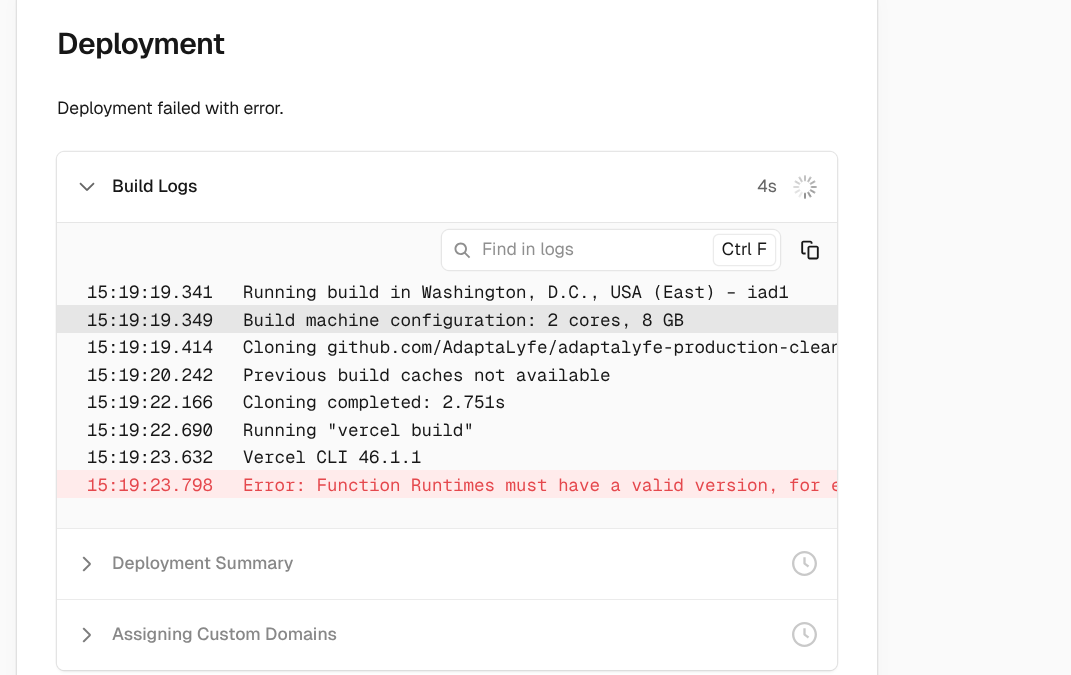 Deployment
Deployment failed with error.
Build Logs 4s
Find in logs Ctrl F
15:19:19.341 Running build in Washington, D.C., USA (East) – iad1
15:19:19.349 Build machine configuration: 2 cores, 8 GB
15:19:19.414 Cloning github.com/AdaptaLyfe/adaptalyfe-production-clean
15:19:20.242 Previous build caches not available
15:19:22.166 Cloning completed: 2.751s
15:19:22.690 Running "vercel build"
15:19:23.632 Vercel CLI 46.1.1
15:19:23.798 Error: Function Runtimes must have a valid version, for
Deployment Summary
Assigning Custom Domains